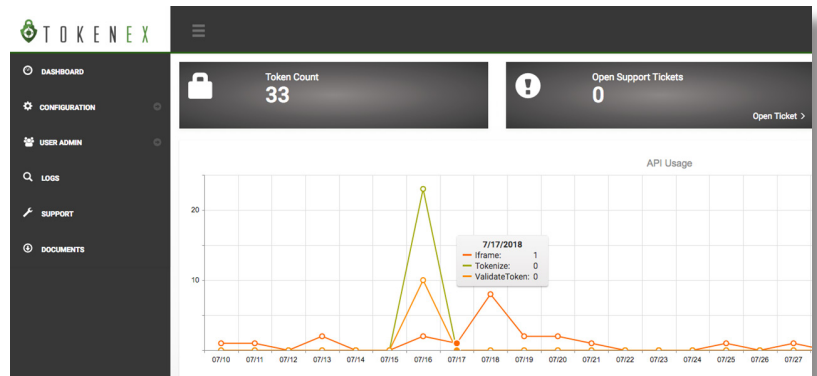 TOKENEX
DASHBOARD
CONFIGURATION
USER ADMIN
LOGS
SUPPORT
DOCUMENTS
Token Count
33
Open Support Tickets
0
Open Ticket >
API Usage
20
10
7/17/2018
Iframe: 1
Tokenize: 0
ValidateToken: 0
07/10 07/11 07/12 07/13 07/14 07/15 07/16 07/17 07/18 07/19 07/20 07/21 07/22 07/23 07/24 07/25 07/26 07/27